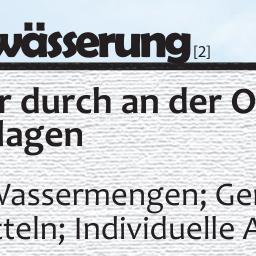 wässerung [2]
r durch an der O
lagen
Wassermengen; Ger
tteln; Individuelle A